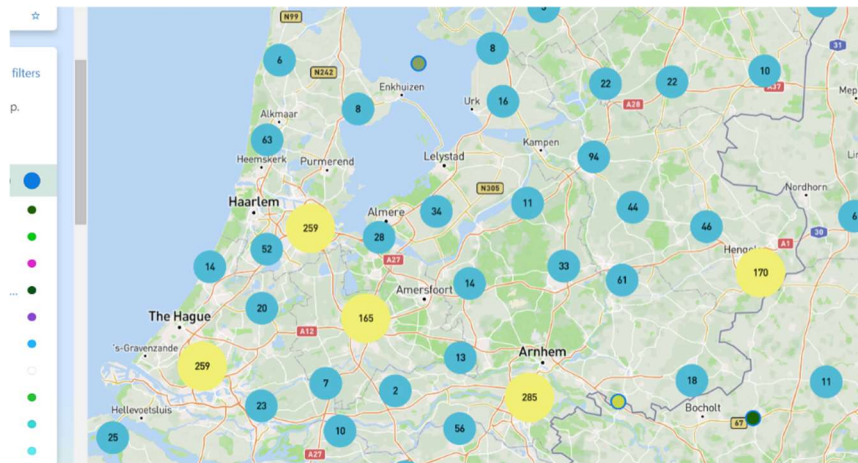 ☆
filters
p.
...
N99
6
N242
8
Enkhuizen
Urk
16
22
22
10
A37
31
A28
Alkmaar
8
63
Heemskerk
Purmerend
Lelystad
Kampen
94
N305
Nordhorn
Haarlem
259
Almere
34
11
44
46
28
52
A27
14
A1
30
Amersfoort
14
33
61
170
20
The Hague
165
A12
's-Gravenzande
259
13
Arnhem
7
2
285
18
11
23
Hellevoetsluis
10
56
Bocholt
67
25
A27